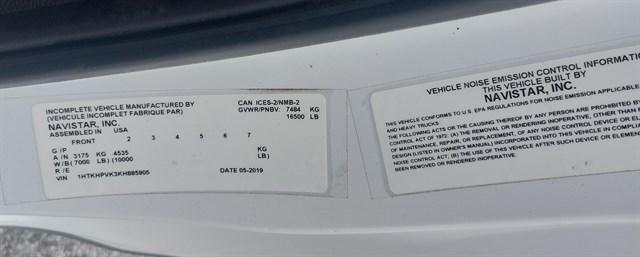 INCOMPLETE VEHICLE MANUFACTURED BY
(VEHICULE INCOMPLET FABRIQUE PAR)
NAVISTAR, INC.
ASSEMBLED IN USA
CAN ICES-2/NMB-2
GVWR/PNBV: 7484 KG
16500 LB
FRONT 2 3 4 5 6 7
G/P
A/N 3175 KG 4535 KG
W/B (7000 LB) (10000 LB)
R/E
VIN 1HTKHPVK3KH885905
DATE 05-2019
VEHICLE NOISE EMISSION CONTROL INFORMATION
THIS VEHICLE BUILT BY
NAVISTAR, INC.
THIS VEHICLE CONFORMS TO U.S. EPA REGULATIONS FOR NOISE EMISSION APPLICABLE
AND HEAVY TRUCKS
THE FOLLOWING ACTS OR THE CAUSING THEREOF BY ANY PERSON ARE PROHIBITED BY
CONTROL ACT OF 1972: (A) THE REMOVAL OR RENDERING INOPERATIVE, OTHER THAN
OF MAINTENANCE, REPAIR, OR REPLACEMENT, OF ANY NOISE CONTROL DEVICE OR
DESIGN (LISTED IN OWNER'S MANUAL) INCORPORATED INTO THIS VEHICLE IN
NOISE CONTROL ACT; (B) THE USE OF THIS VEHICLE AFTER SUCH DEVICE OR
BEEN REMOVED OR RENDERED INOPERATIVE.